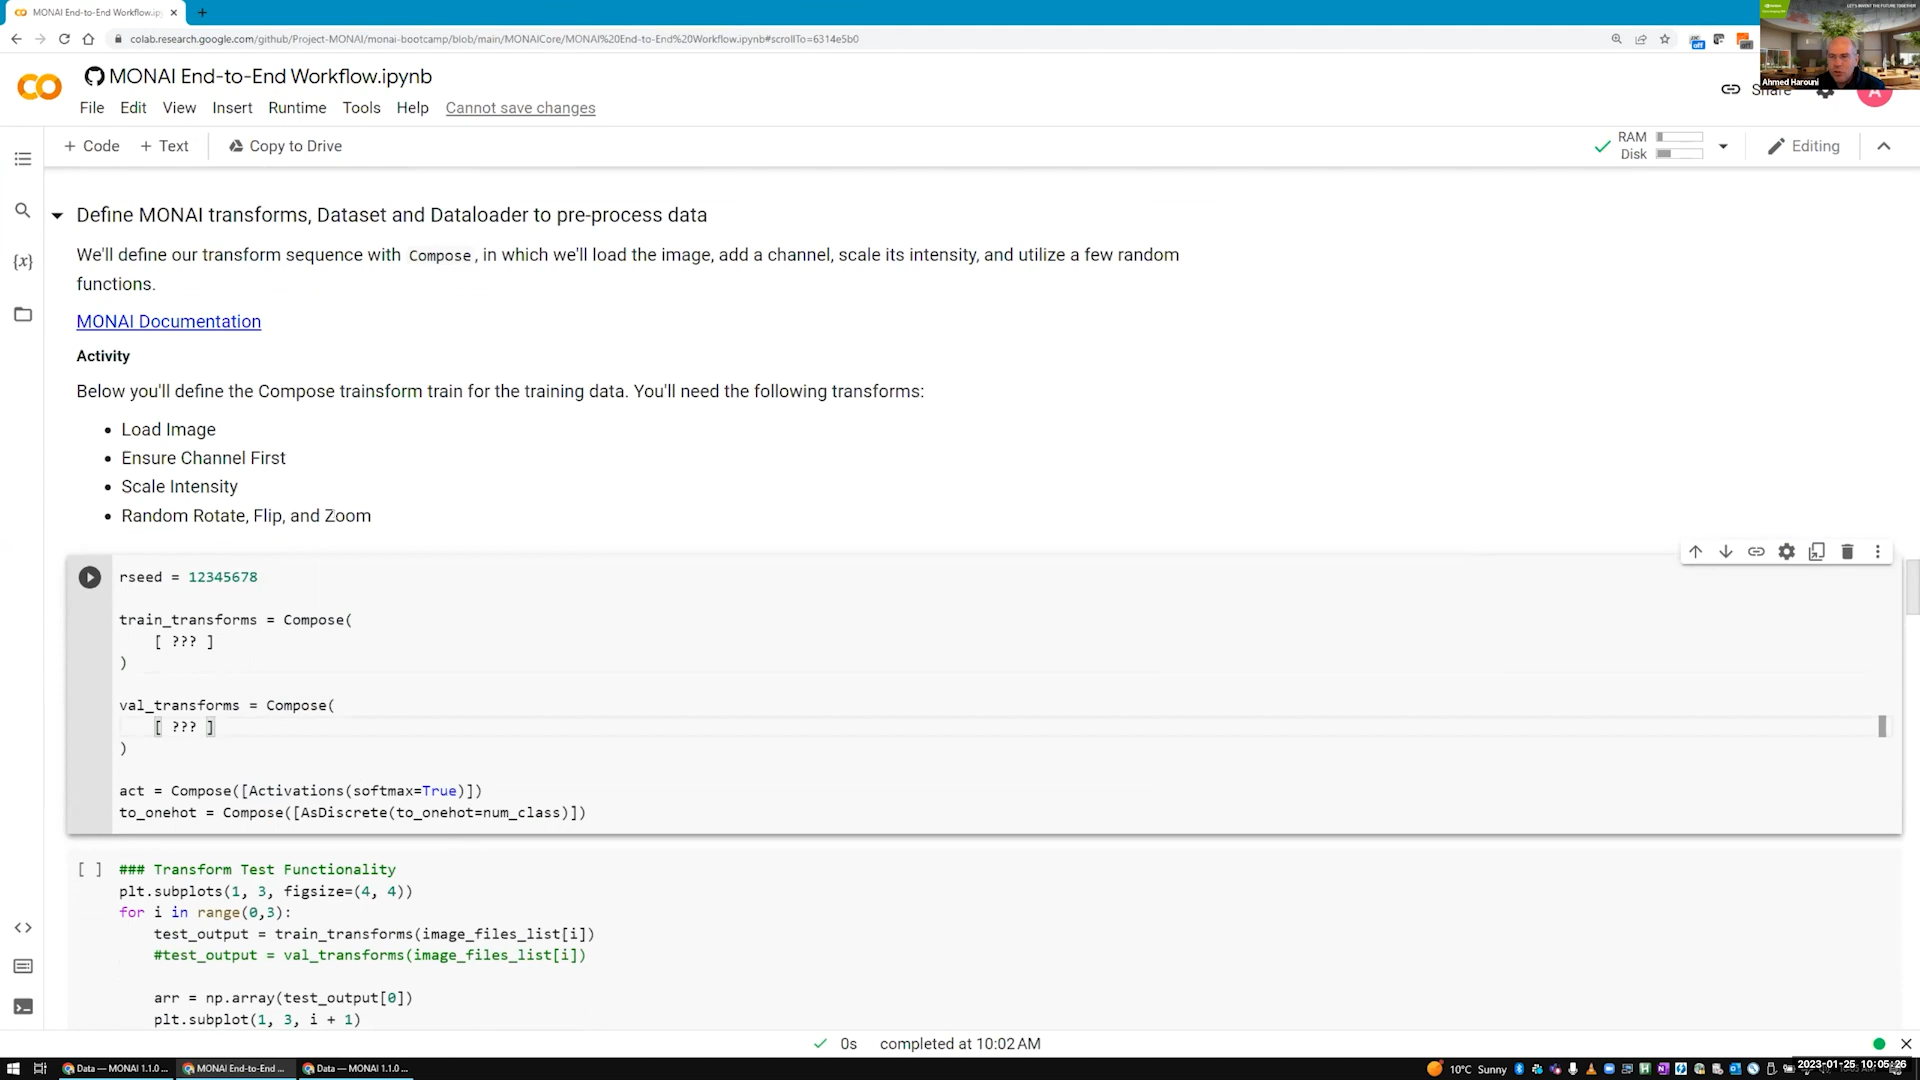 MONAI End-to-End Workflow.ip
colab.research.google.com/github/Project-MONAI/monai-bootcamp/blob/main/MONAICore/MONAI%20End-to-End%20Workflow.ipynb#scrollTo=6314e5b0
Ahmed Harouni
MONAI End-to-End Workflow.ipynb
File Edit View Insert Runtime Tools Help Cannot save changes
Share
A
+ Code + Text Copy to Drive
RAM
Disk
Editing
Define MONAI transforms, Dataset and Dataloader to pre-process data
We'll define our transform sequence with Compose, in which we'll load the image, add a channel, scale its intensity, and utilize a few random
functions.
MONAI Documentation
Activity
Below you'll define the Compose trainsform train for the training data. You'll need the following transforms:
• Load Image
• Ensure Channel First
• Scale Intensity
• Random Rotate, Flip, and Zoom
rseed = 12345678
train_transforms = Compose(
[ ??? ]
)
val_transforms = Compose(
[ ??? ]
)
act = Compose([Activations(softmax=True)])
to_onehot = Compose([AsDiscrete(to_onehot=num_class)])
[ ] ### Transform Test Functionality
plt.subplots(1, 3, figsize=(4, 4))
for i in range(0,3):
test_output = train_transforms(image_files_list[i])
#test_output = val_transforms(image_files_list[i])
arr = np.array(test_output[0])
plt.subplot(1, 3, i + 1)
0s completed at 10:02 AM
Data — MONAI 1.1.0 ... MONAI End-to-End ... Data — MONAI 1.1.0 ...
10°C Sunny
2023-01-25 10:05:26